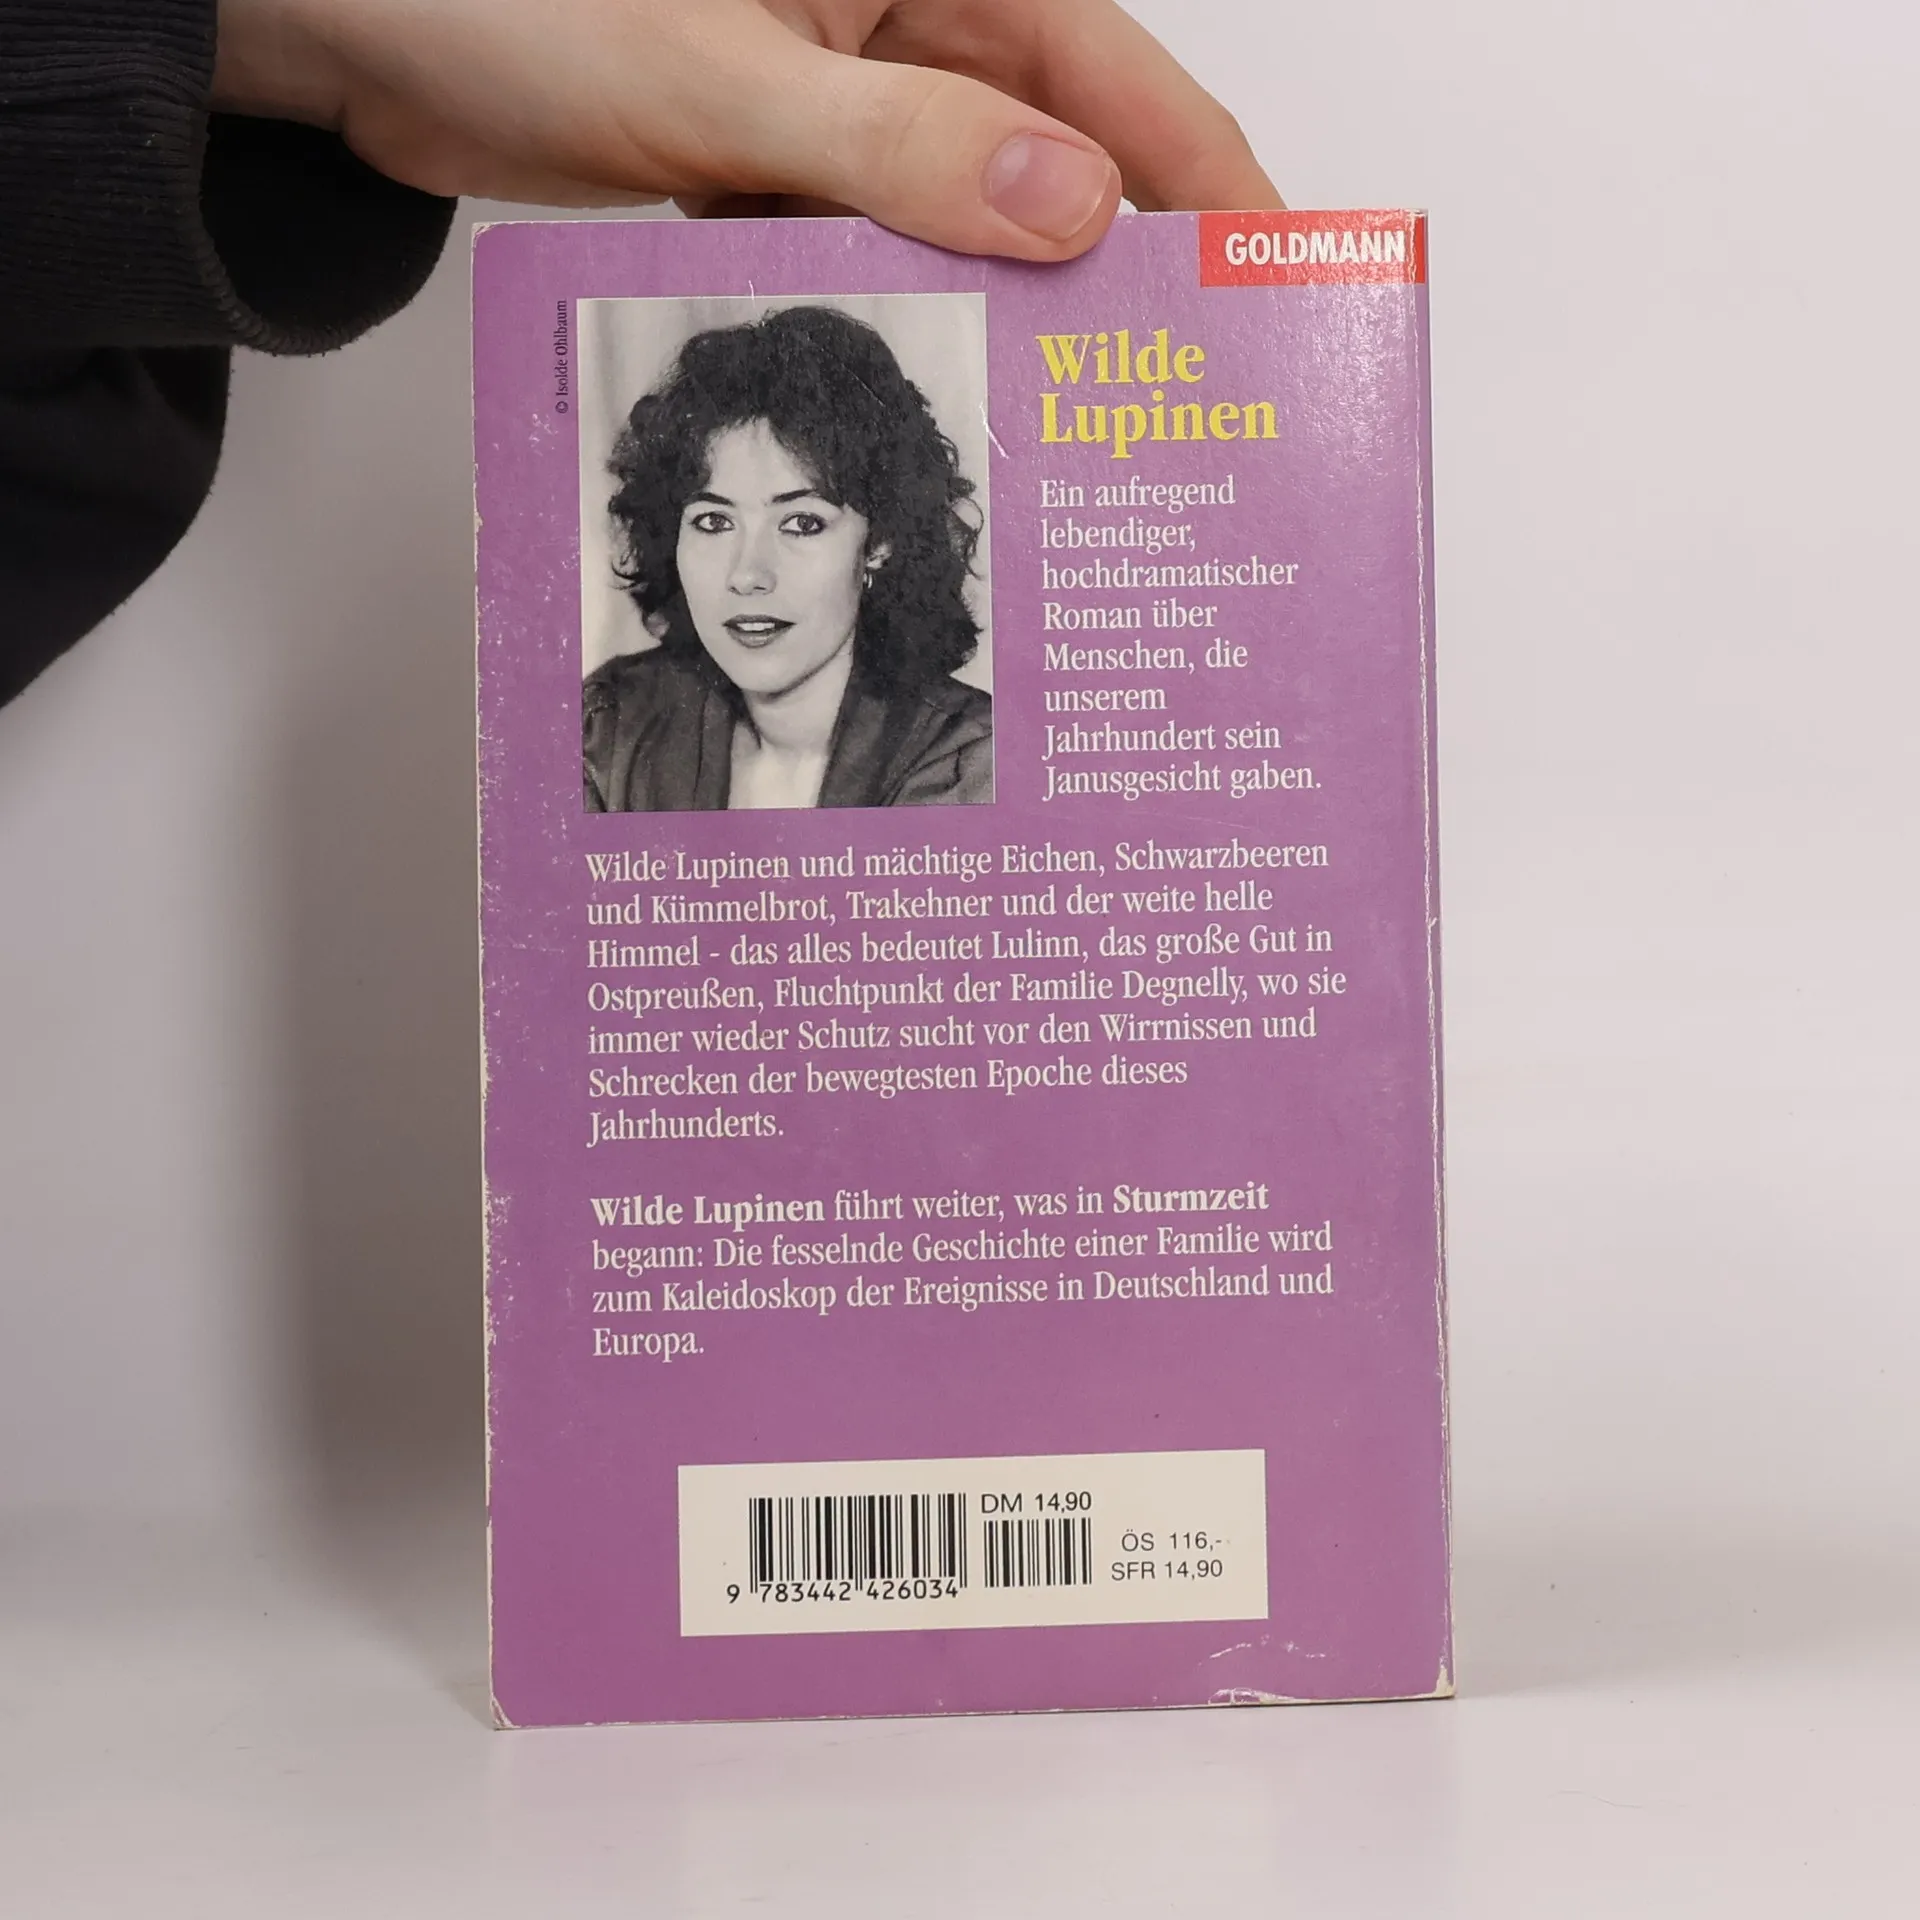 GOLDMANN
© Isolde Ohlbaum
Wilde
Lupinen
Ein aufregend
lebendiger,
hochdramatischer
Roman über
Menschen, die
unserem
Jahrhundert sein
Janusgesicht gaben.
Wilde Lupinen und mächtige Eichen, Schwarzbeeren
und Kümmelbrot, Trakehner und der weite helle
Himmel - das alles bedeutet Lulinn, das große Gut in
Ostpreußen, Fluchtpunkt der Familie Degnelly, wo sie
immer wieder Schutz sucht vor den Wirrnissen und
Schrecken der bewegtesten Epoche dieses
Jahrhunderts.
Wilde Lupinen führt weiter, was in Sturmzeit
begann: Die fesselnde Geschichte einer Familie wird
zum Kaleidoskop der Ereignisse in Deutschland und
Europa.
DM 14,90
ÖS 116,-
SFR 14,90
9 783442 426034